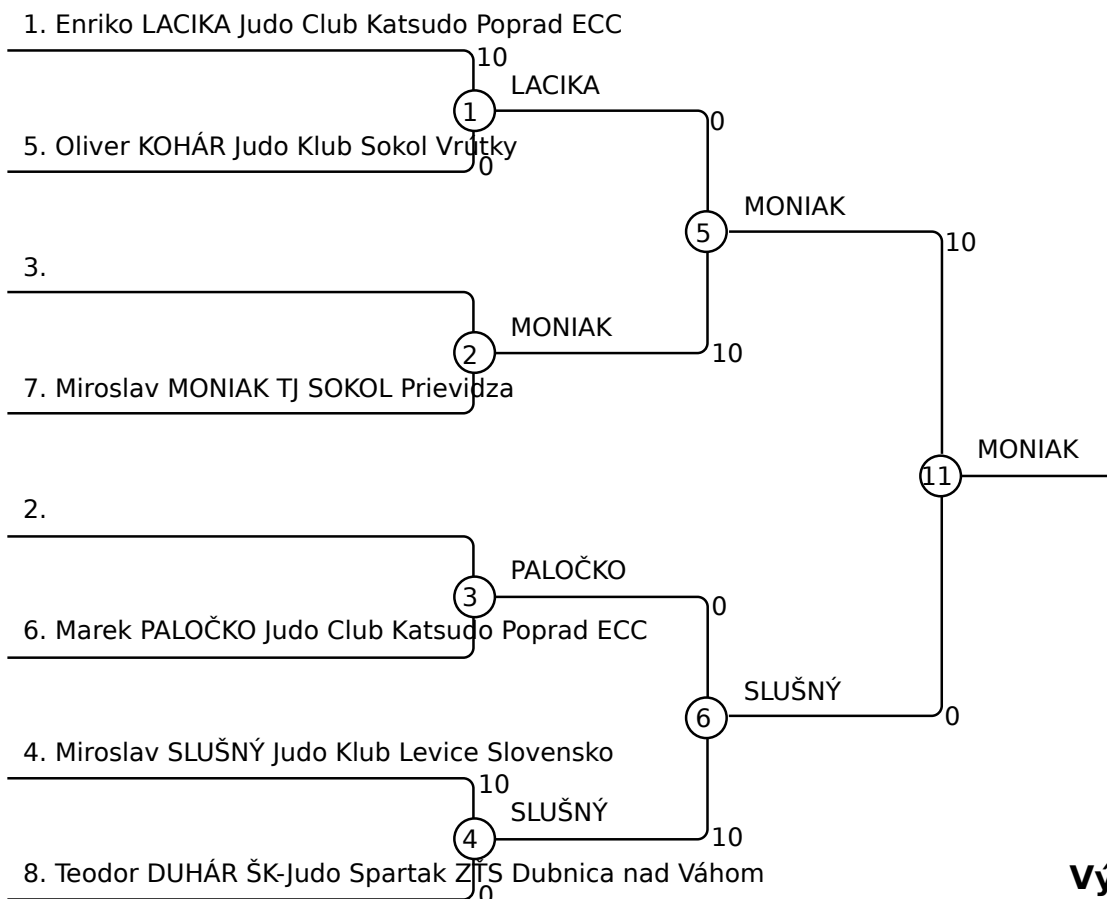 1. Enriko LACIKA Judo Club Katsudo Poprad ECC
10
LACIKA
1
0
5. Oliver KOHÁR Judo Klub Sokol Vrútky
0
MONIAK
5
10
3.
MONIAK
2
10
7. Miroslav MONIAK TJ SOKOL Prievidza
MONIAK
11
2.
PALOČKO
3
0
6. Marek PALOČKO Judo Club Katsudo Poprad ECC
SLUŠNÝ
6
0
4. Miroslav SLUŠNÝ Judo Klub Levice Slovensko
10
SLUŠNÝ
4
10
8. Teodor DUHÁR ŠK-Judo Spartak ZŤS Dubnica nad Váhom
0